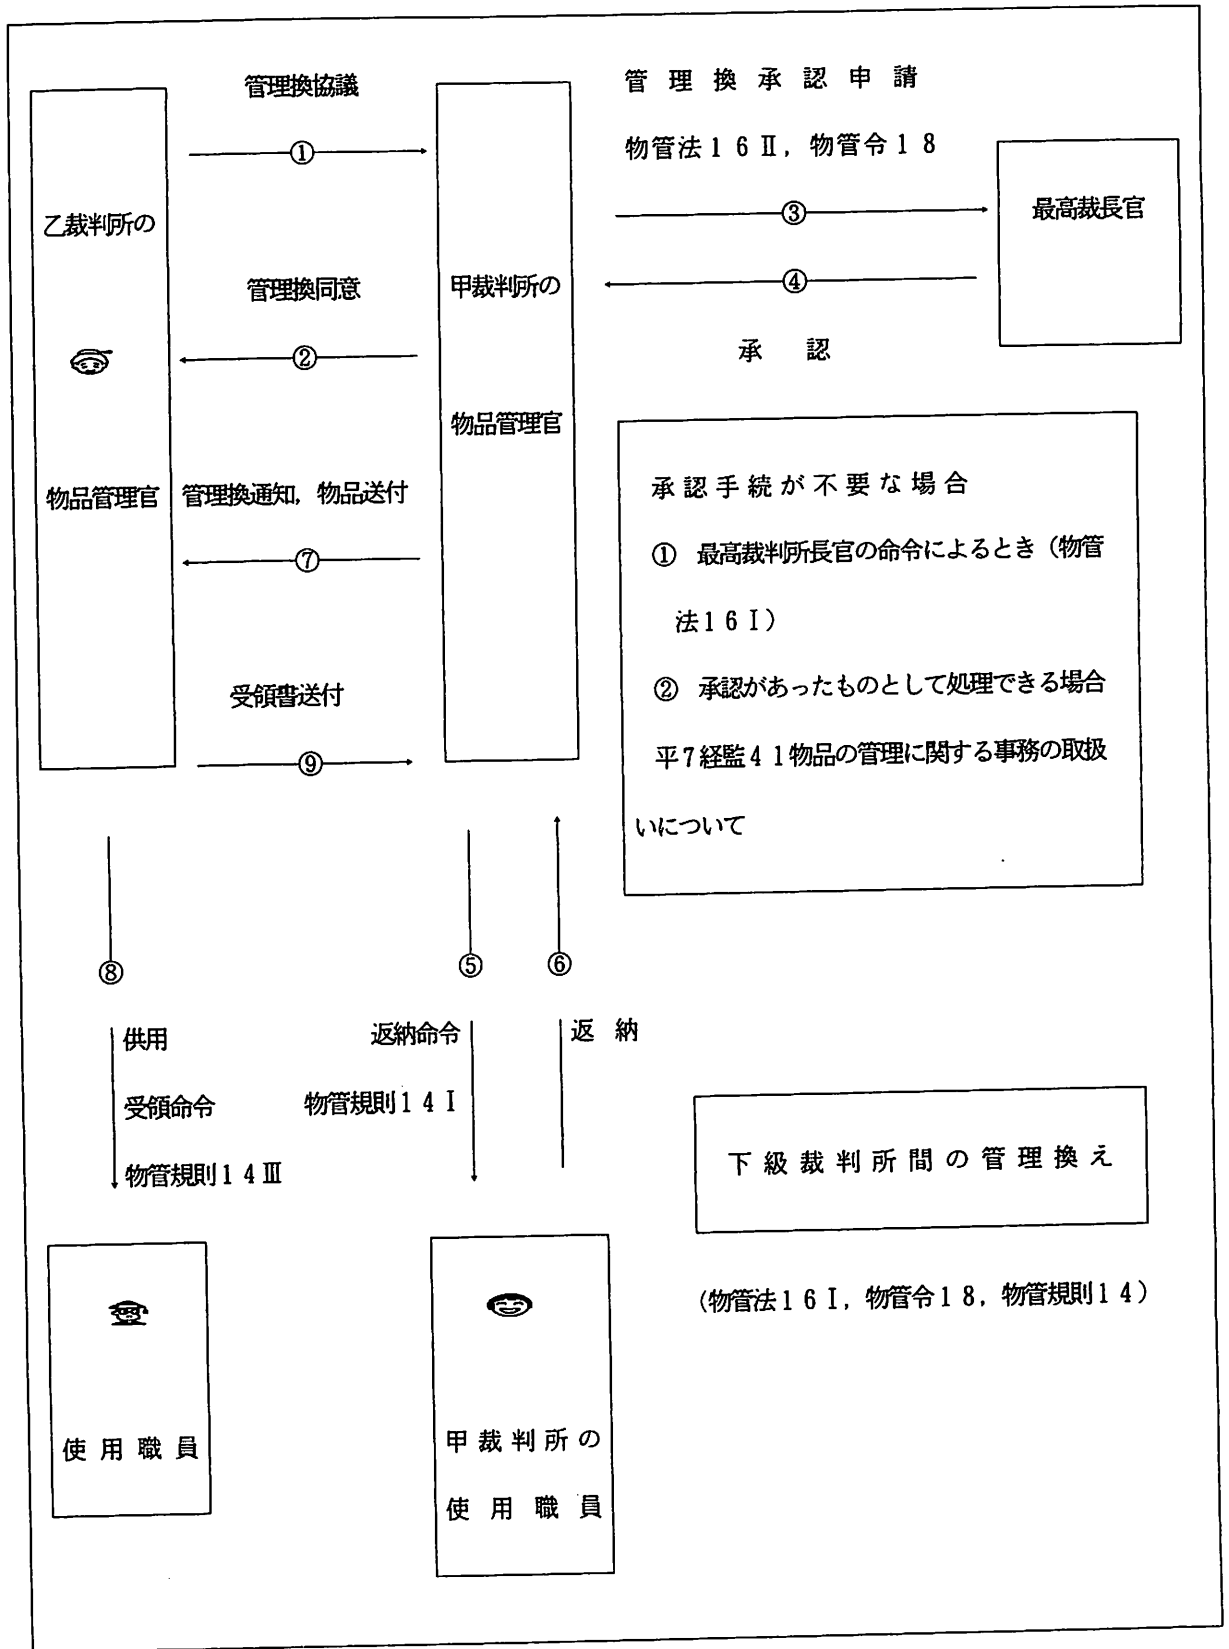 管理換協議
①
乙裁判所の
物品管理官
管理換同意
②
管理換通知，物品送付
⑦
受領書送付
⑨
甲裁判所の
物品管理官
管理換承認申請
物管法１６Ⅱ，物管令１８
③
④
承　認
最高裁長官
承認手続が不要な場合
①　最高裁判所長官の命令によるとき（物管
法１６Ⅰ）
②　承認があったものとして処理できる場合
平７経監４１物品の管理に関する事務の取扱
いについて
⑧
供用
受領命令
物管規則１４Ⅲ
⑤
返納命令
物管規則１４Ⅰ
⑥
返　納
下級裁判所間の管理換え
（物管法１６Ⅰ，物管令１８，物管規則１４）
使用職員
甲裁判所の
使用職員